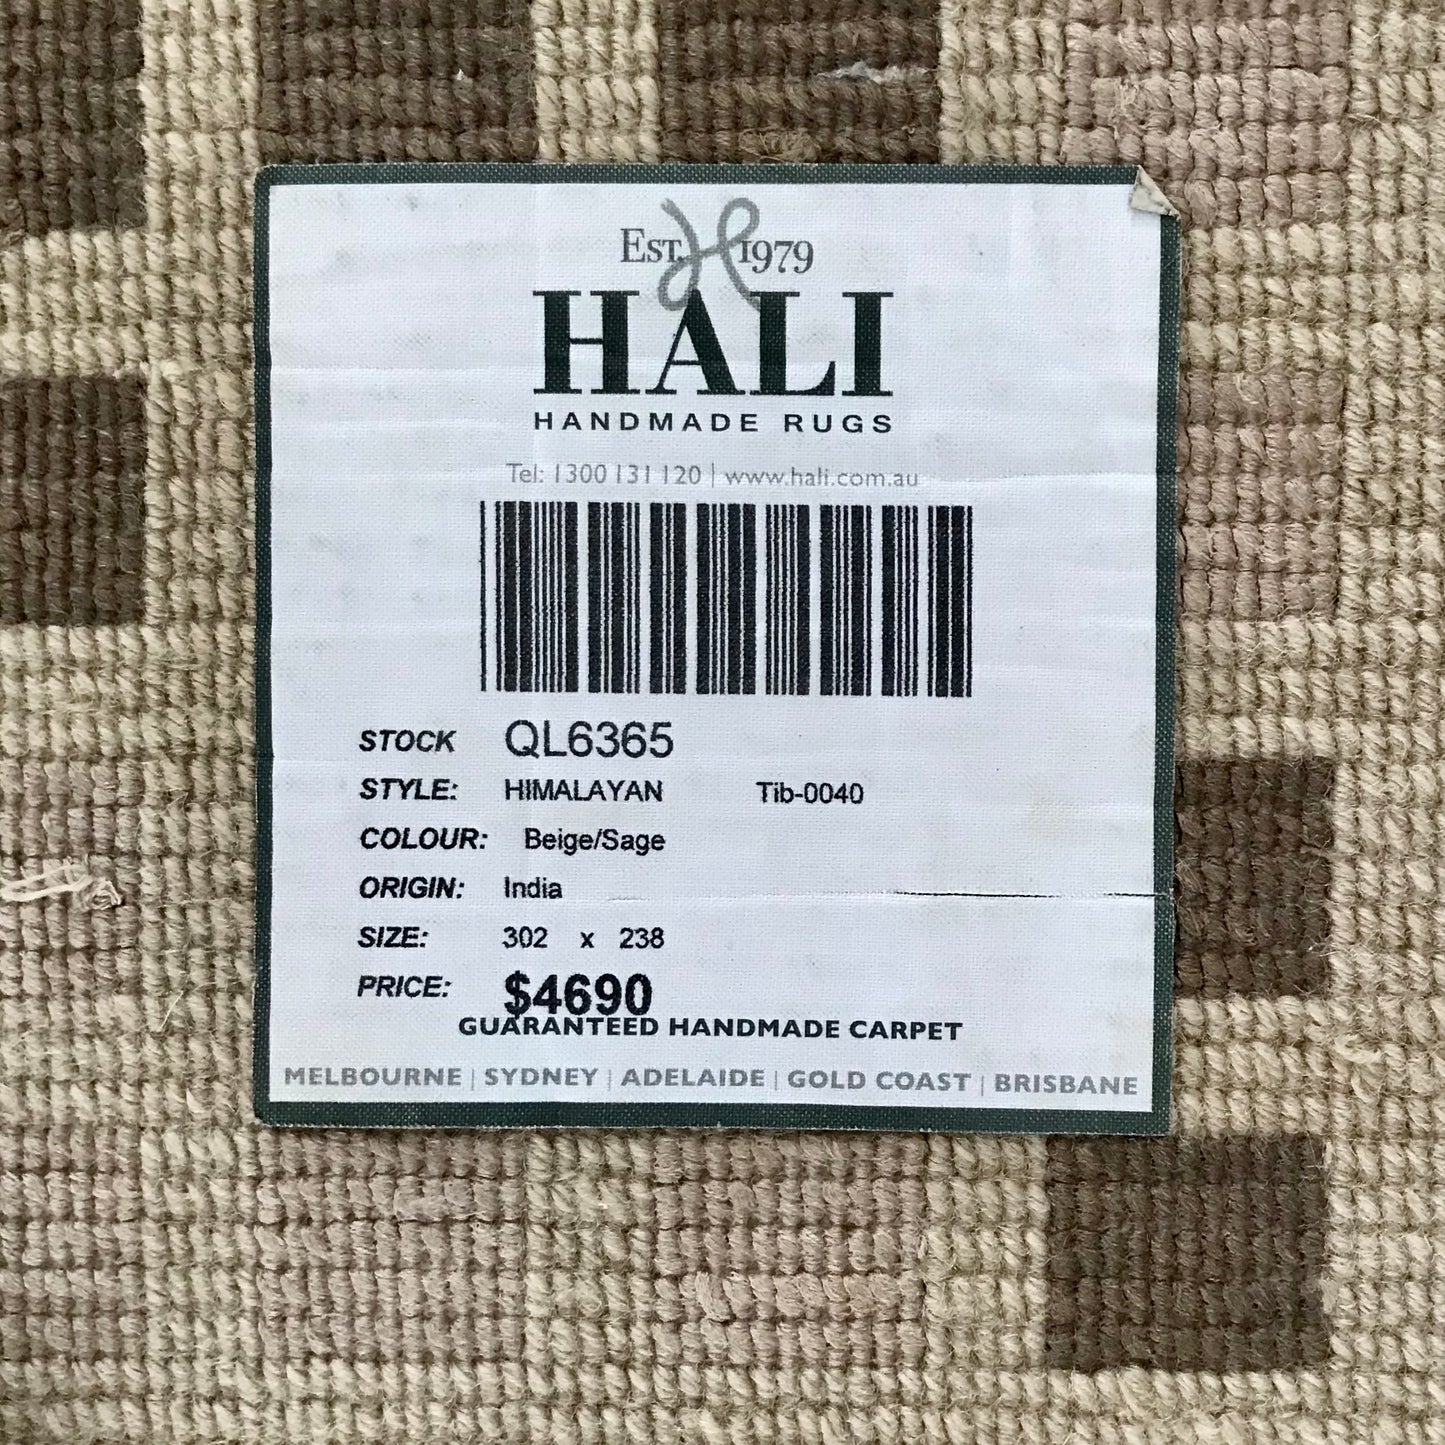 EST. H 1979
HALI
HANDMADE RUGS
Tel: 1300 131 120 | www.hali.com.au
STOCK QL6365
STYLE: HIMALAYAN Tib-0040
COLOUR: Beige/Sage
ORIGIN: India
SIZE: 302 x 238
PRICE: $4690
GUARANTEED HANDMADE CARPET
MELBOURNE | SYDNEY | ADELAIDE | GOLD COAST | BRISBANE